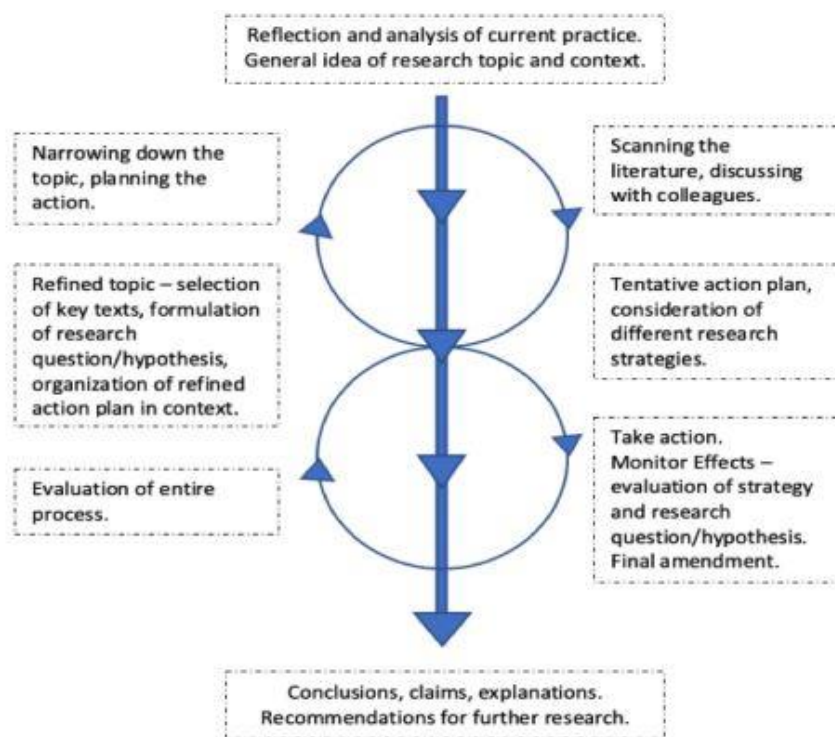 Reflection and analysis of current practice.
General idea of research topic and context.
Narrowing down the
topic, planning the
action.
Scanning the
literature, discussing
with colleagues.
Refined topic – selection
of key texts, formulation
of research
question/hypothesis,
organization of refined
action plan in context.
Tentative action plan,
consideration of
different research
strategies.
Evaluation of entire
process.
Take action.
Monitor Effects –
evaluation of strategy
and research
question/hypothesis.
Final amendment.
Conclusions, claims, explanations.
Recommendations for further research.